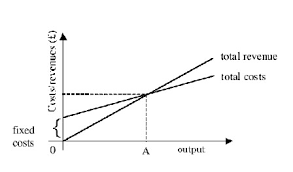 Costs/revenues (£)
total revenue
total costs
fixed
costs
0
A
output